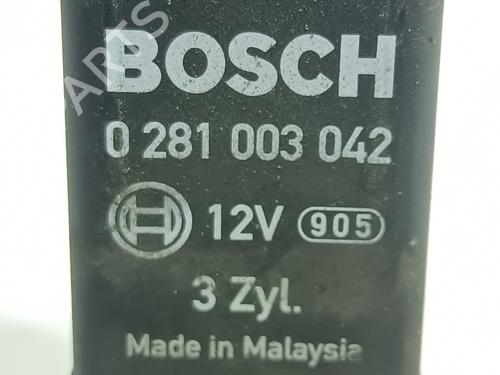 BOSCH
0 281 003 042
12V 905
3 Zyl.
Made in Malaysia